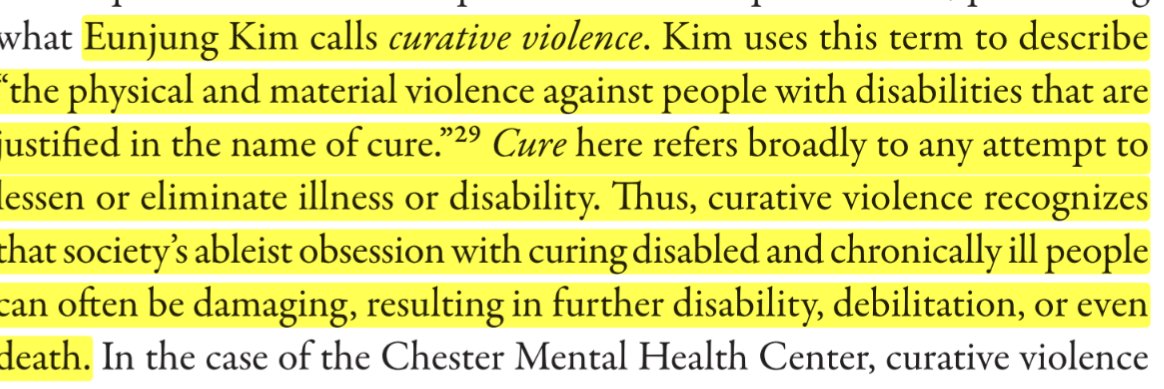 what Eunjung Kim calls curative violence. Kim uses this term to describe
“the physical and material violence against people with disabilities that are
justified in the name of cure.”²⁹ Cure here refers broadly to any attempt to
lessen or eliminate illness or disability. Thus, curative violence recognizes
that society’s ableist obsession with curing disabled and chronically ill people
can often be damaging, resulting in further disability, debilitation, or even
death. In the case of the Chester Mental Health Center, curative violence